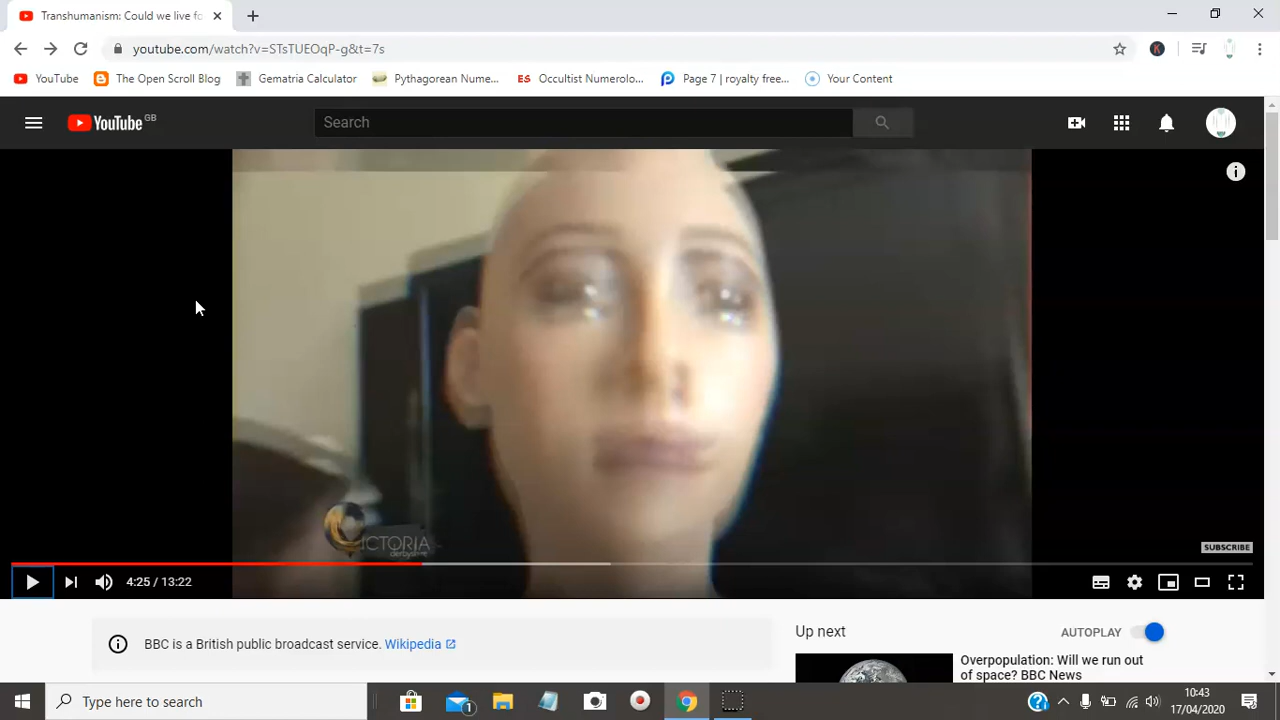 Transhumanism: Could we live fo
youtube.com/watch?v=STsTUEOqP-g&t=7s
YouTube
The Open Scroll Blog
Gematria Calculator
Pythagorean Nume...
ES
Occultist Numerolo...
Page 7 | royalty free...
Your Content
YouTube GB
Search
ICTORIA
SUBSCRIBE
4:25 / 13:22
BBC is a British public broadcast service. Wikipedia
Up next
AUTOPLAY
Overpopulation: Will we run out
of space? BBC News
Type here to search
1
10:43
17/04/2020